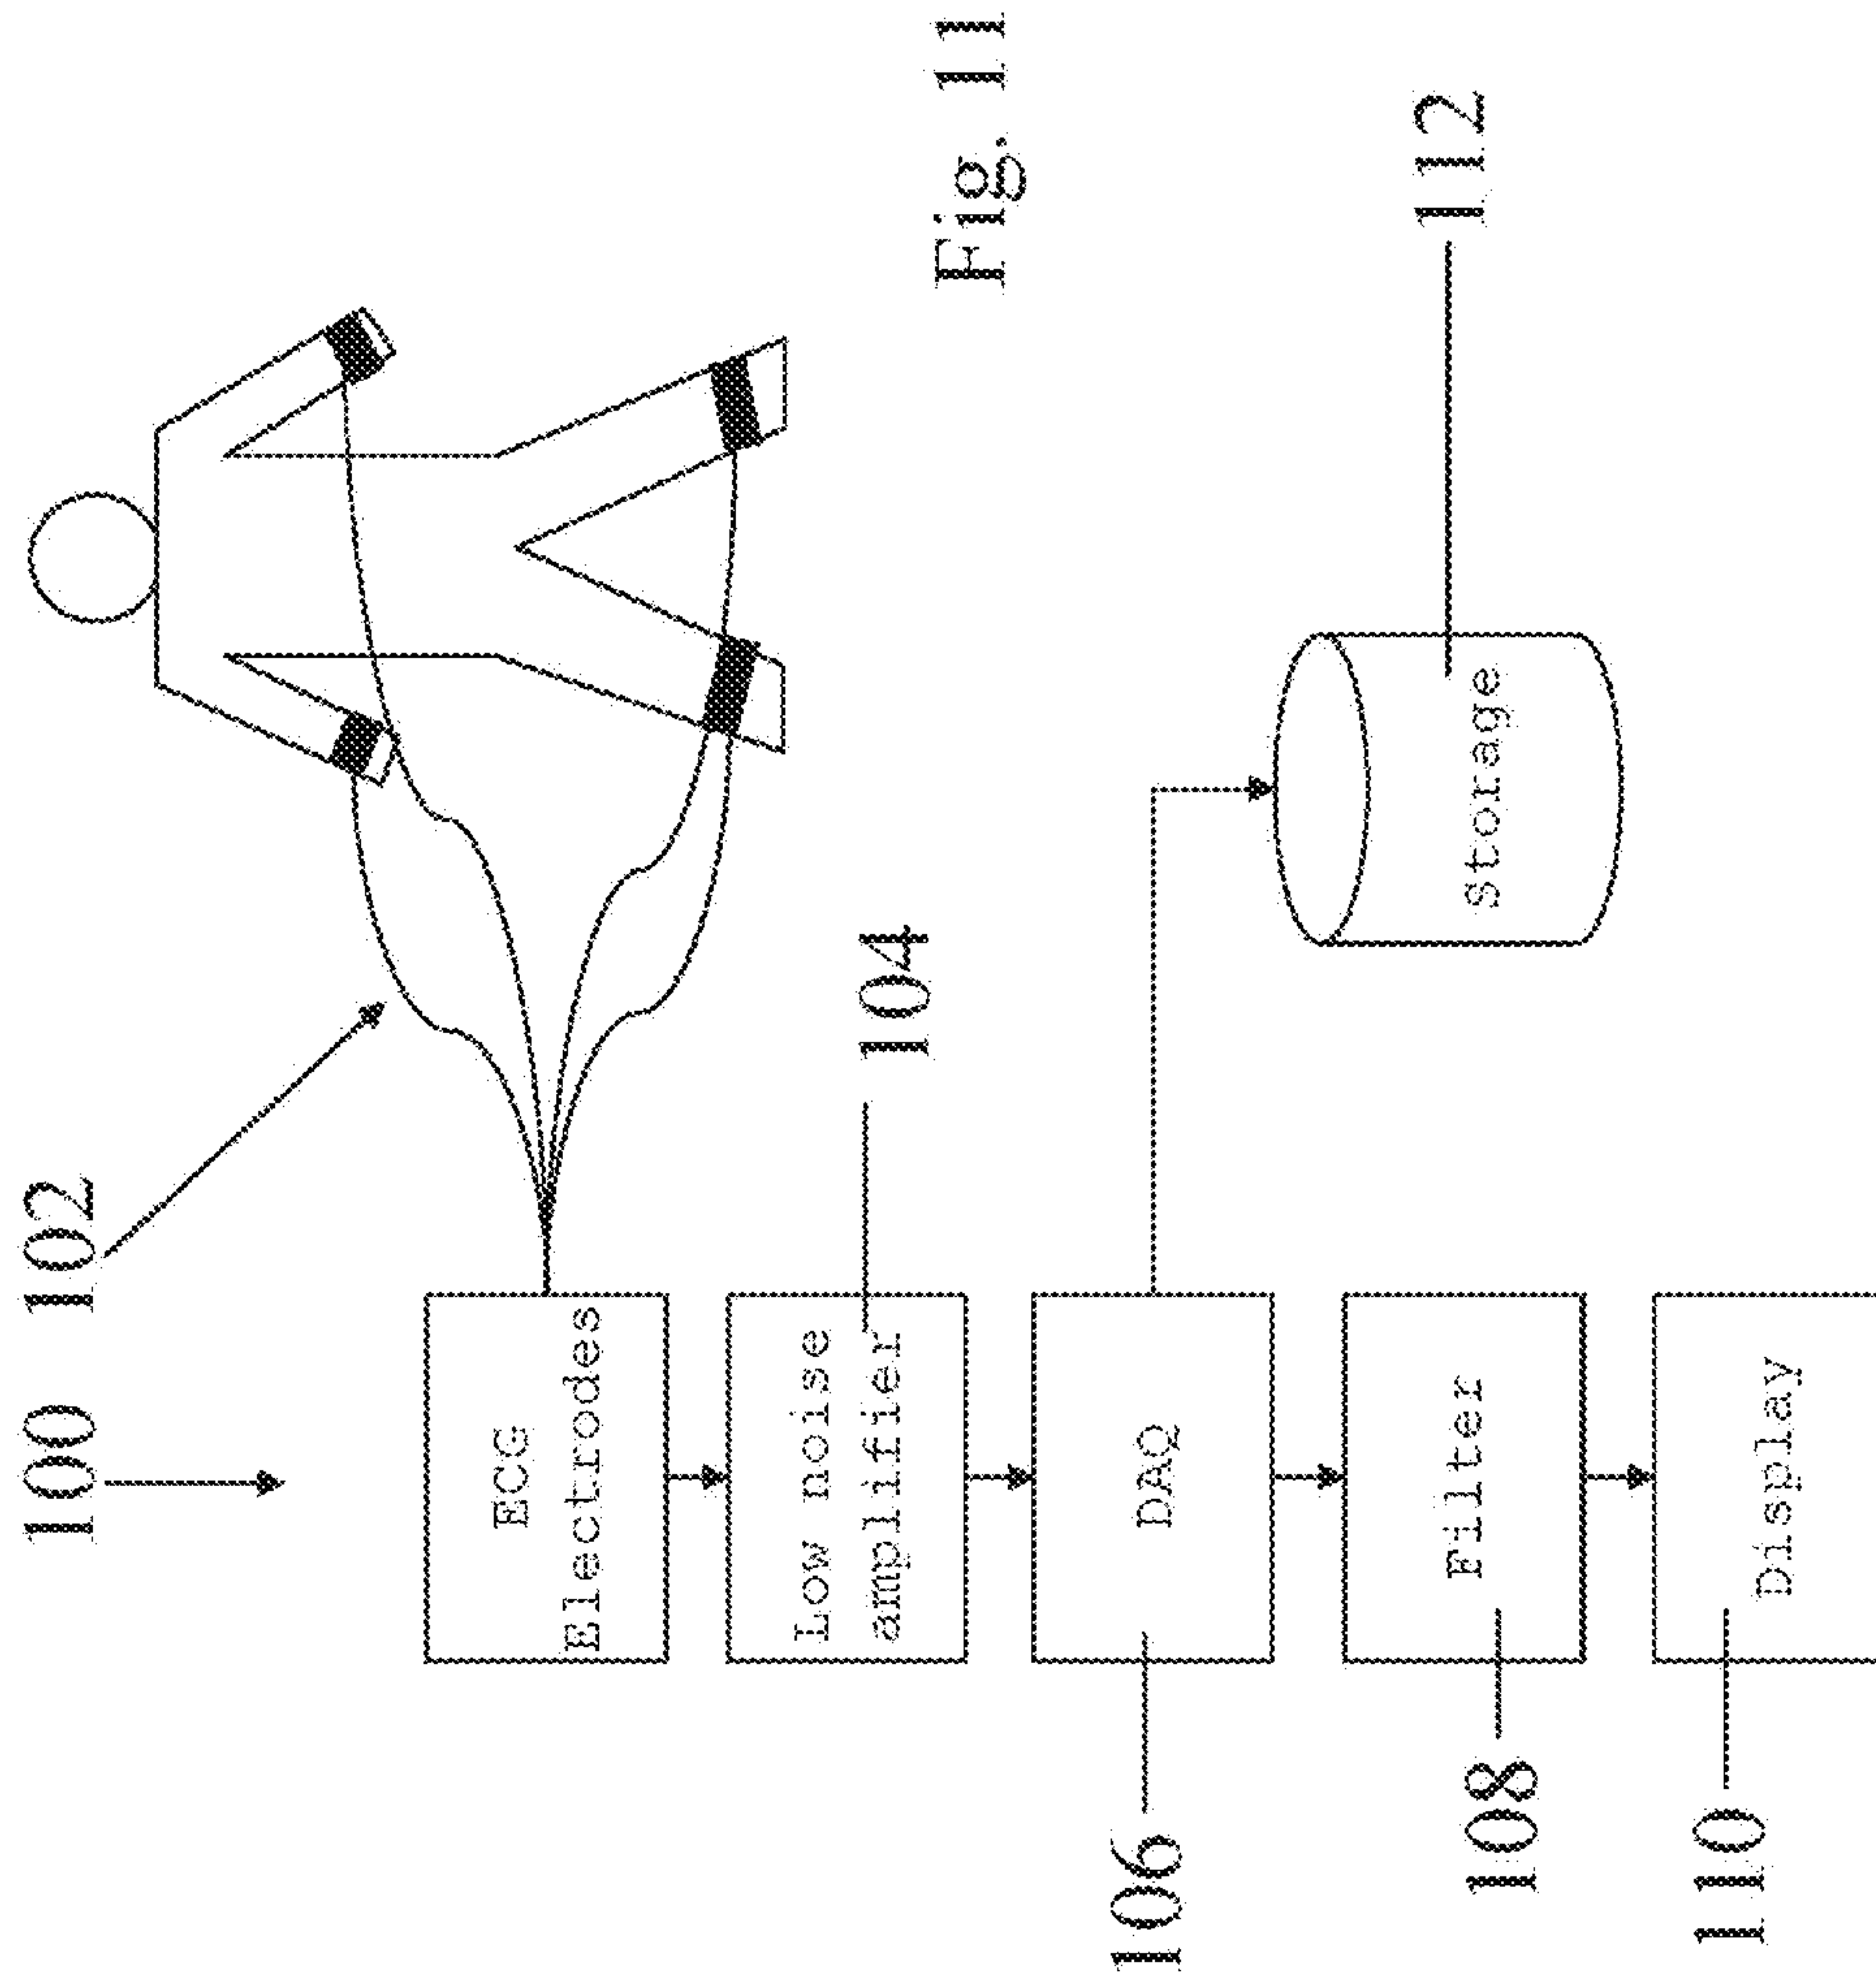 100
102
ECG
Electrodes
Low noise
amplifier
104
DAQ
106
Filter
108
Display
110
Storage
112
Fig. 11